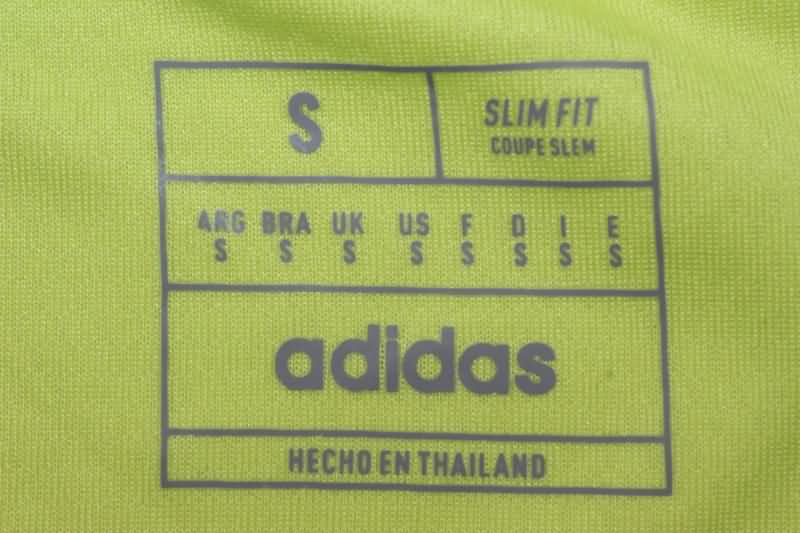 S
SLIM FIT
COUPE SLEM
ARG BRA UK US F D I E
S S S S S S S S
adidas
HECHO EN THAILAND